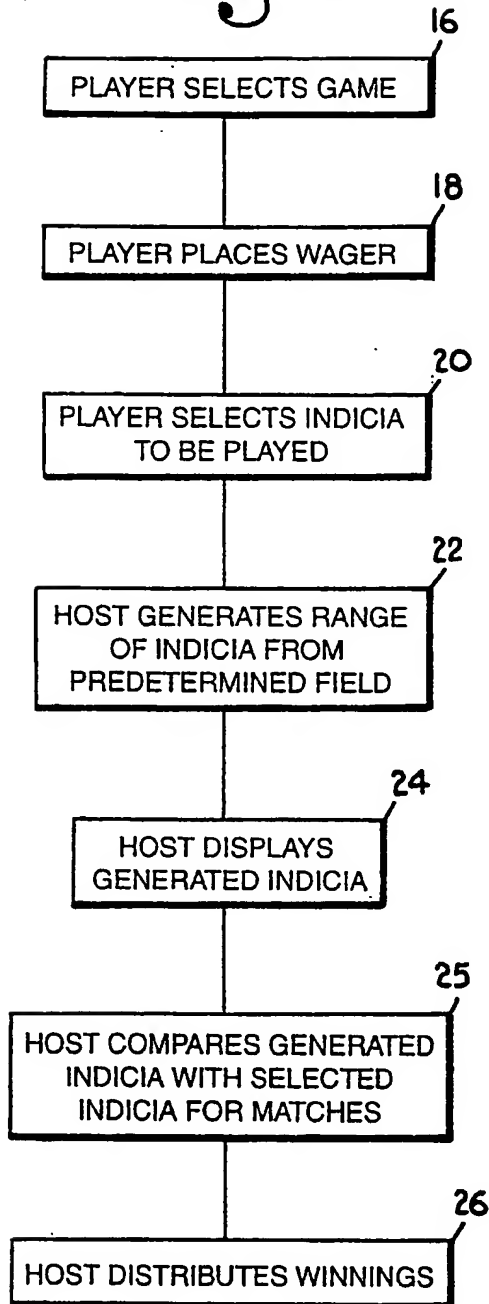 16
PLAYER SELECTS GAME
18
PLAYER PLACES WAGER
20
PLAYER SELECTS INDICIA
TO BE PLAYED
22
HOST GENERATES RANGE
OF INDICIA FROM
PREDETERMINED FIELD
24
HOST DISPLAYS
GENERATED INDICIA
25
HOST COMPARES GENERATED
INDICIA WITH SELECTED
INDICIA FOR MATCHES
26
HOST DISTRIBUTES WINNINGS